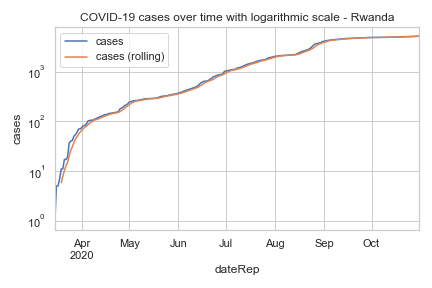 COVID-19 cases over time with logarithmic scale - Rwanda
cases
cases (rolling)
10³
10²
10¹
10⁰
cases
Apr
2020
May
Jun
Jul
Aug
Sep
Oct
dateRep